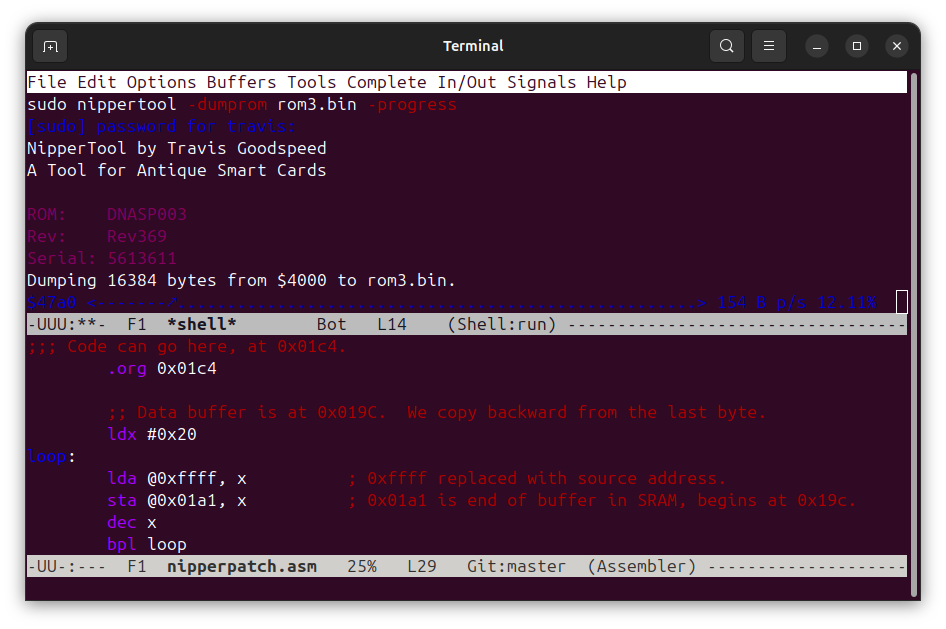 Terminal
File Edit Options Buffers Tools Complete In/Out Signals Help
sudo nippertool -dumprom rom3.bin -progress
[sudo] password for travis:
NipperTool by Travis Goodspeed
A Tool for Antique Smart Cards
ROM:    DNASP003
Rev:    Rev369
Serial: 5613611
Dumping 16384 bytes from $4000 to rom3.bin.
$47a0 <-------*....................................................> 154 B p/s 12.11%
-UUU:**-  F1  *shell*        Bot   L14    (Shell:run) ----------------------------------
;;; Code can go here, at 0x01c4.
        .org 0x01c4
        ;; Data buffer is at 0x019C.  We copy backward from the last byte.
        ldx #0x20
loop:
        lda @0xffff, x          ; 0xffff replaced with source address.
        sta @0x01a1, x          ; 0x01a1 is end of buffer in SRAM, begins at 0x19c.
        dec x
        bpl loop
-UU-:---  F1  nipperpatch.asm   25%   L29   Git:master  (Assembler) --------------------